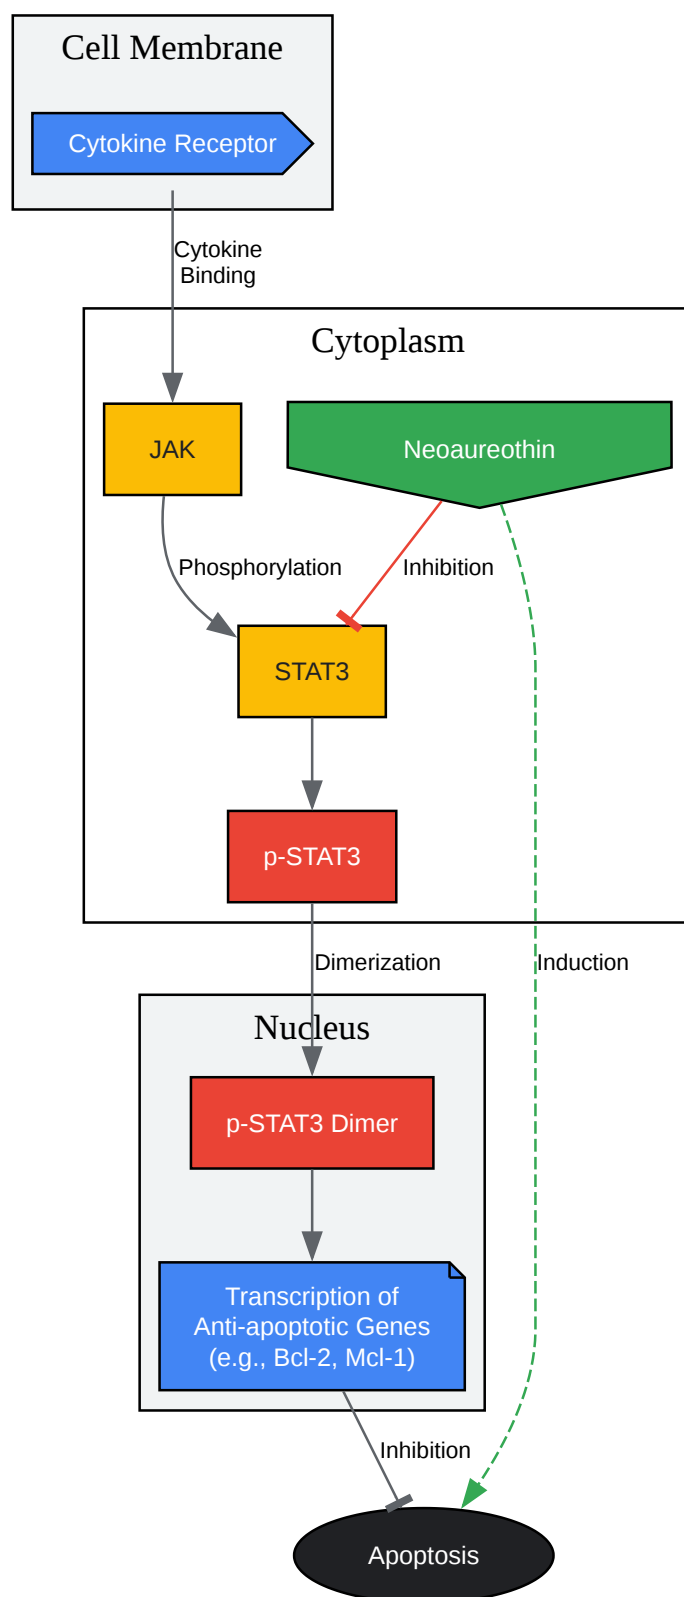 Cell Membrane
Cytokine Receptor
Cytokine
Binding
Cytoplasm
JAK
Neoaureothin
Phosphorylation
Inhibition
STAT3
p-STAT3
Dimerization
Induction
Nucleus
p-STAT3 Dimer
Transcription of
Anti-apoptotic Genes
(e.g., Bcl-2, Mcl-1)
Inhibition
Apoptosis